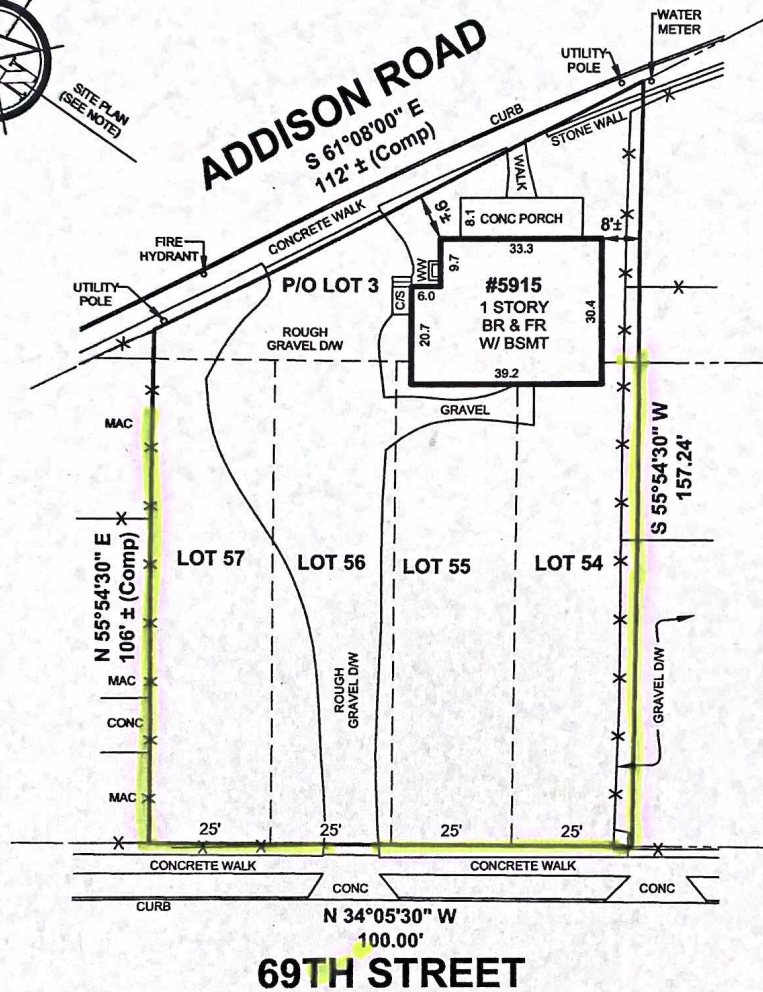 WATER
METER
UTILITY
POLE
SITE PLAN
(SEE NOTE)
ADDISON ROAD
S 61°08'00" E
112' ± (Comp)
CURB
STONE WALL
WALK
CONCRETE WALK
9'±
8.1
CONC PORCH
8'±
FIRE
HYDRANT
33.3
UTILITY
POLE
P/O LOT 3
WW
9.7
#5915
C/S
6.0
1 STORY
BR & FR
W/ BSMT
30.4
ROUGH
GRAVEL D/W
20.7
39.2
GRAVEL
MAC
S 55°54'30" W
157.24'
N 55°54'30" E
106' ± (Comp)
LOT 57
LOT 56
LOT 55
LOT 54
MAC
ROUGH
GRAVEL D/W
GRAVEL D/W
CONC
MAC
25'
25'
25'
25'
CONCRETE WALK
CONCRETE WALK
CONC
CONC
CURB
N 34°05'30" W
100.00'
69TH STREET